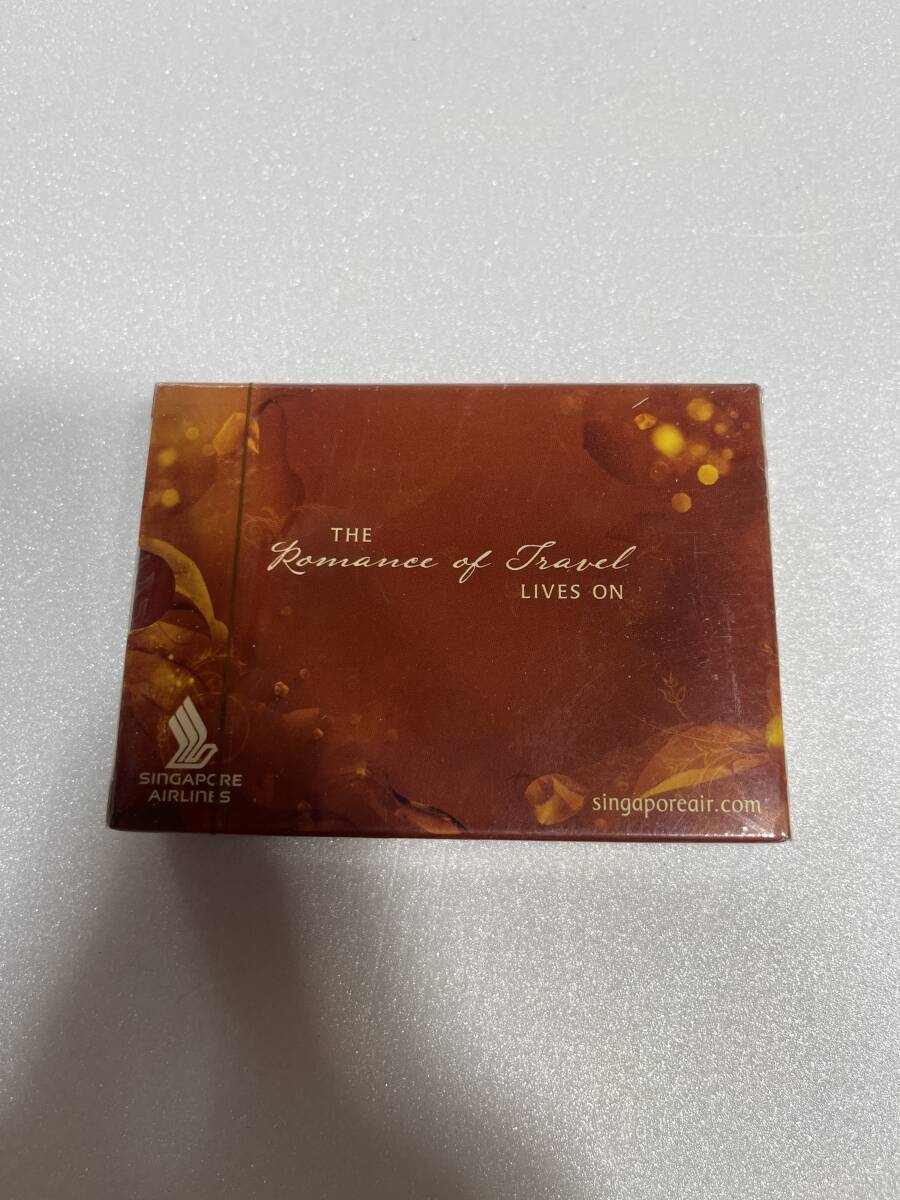 THE
Romance of Travel
LIVES ON
SINGAPORE
AIRLINES
singaporeair.com